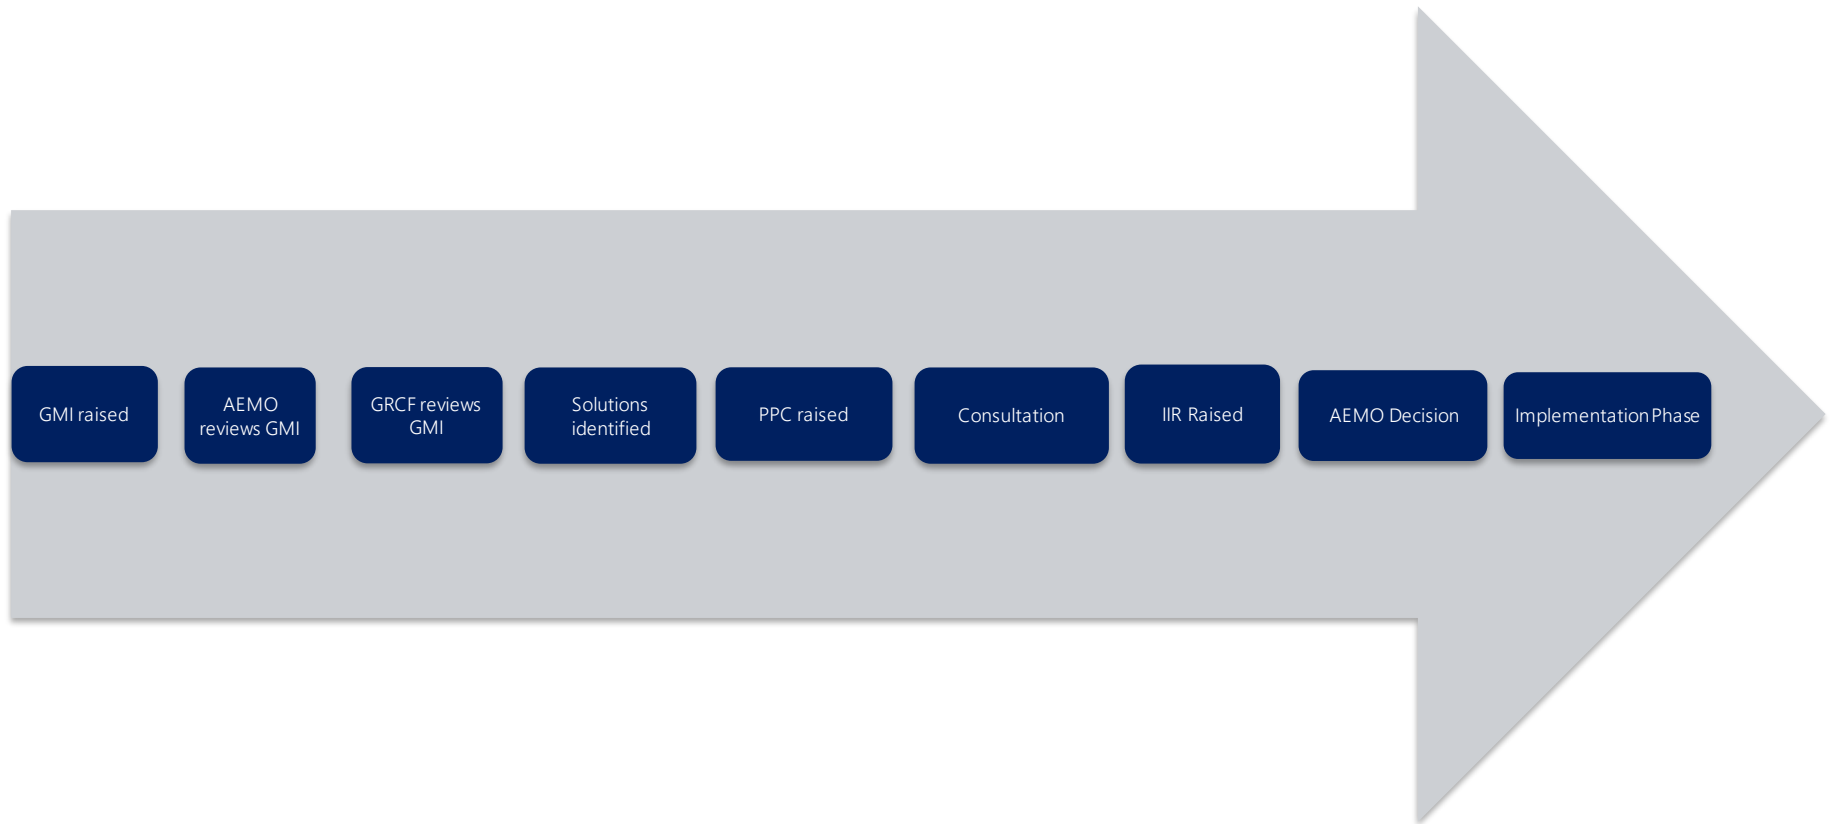 GMI raised
AEMO
reviews GMI
GRCF reviews
GMI
Solutions
identified
PPC raised
Consultation
IIR Raised
AEMO Decision
Implementation Phase